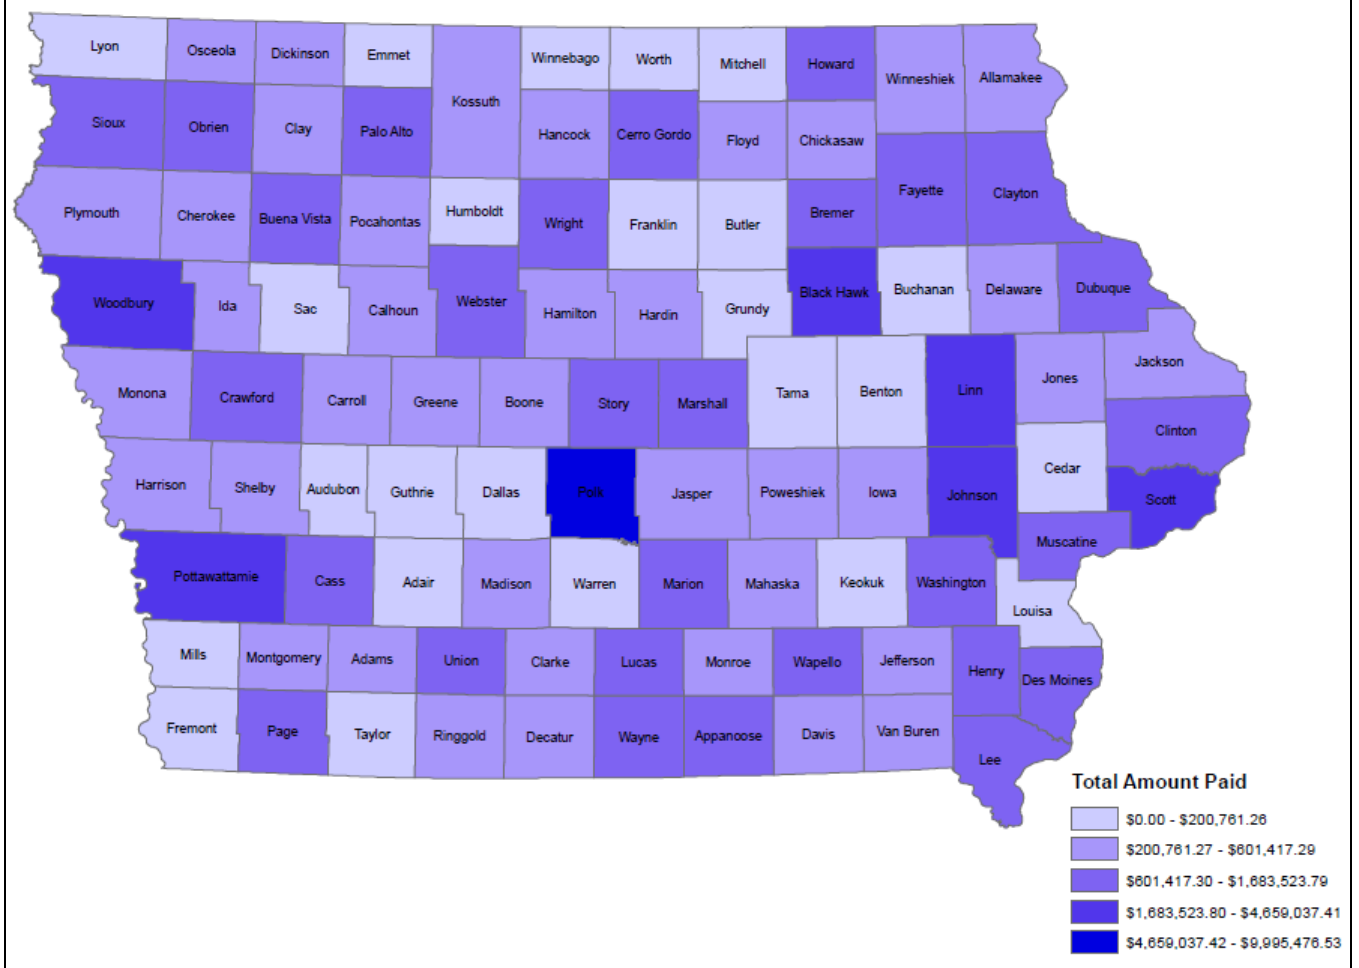 Lyon
Osceola
Dickinson
Emmet
Winnebago
Worth
Mitchell
Howard
Winneshiek
Allamakee
Kossuth
Sioux
Obrien
Clay
Palo Alto
Hancock
Cerro Gordo
Floyd
Chickasaw
Fayette
Clayton
Plymouth
Cherokee
Buena Vista
Pocahontas
Humboldt
Wright
Franklin
Butler
Bremer
Woodbury
Ida
Sac
Calhoun
Webster
Hamilton
Hardin
Grundy
Black Hawk
Buchanan
Delaware
Dubuque
Monona
Crawford
Carroll
Greene
Boone
Story
Marshall
Tama
Benton
Linn
Jones
Jackson
Clinton
Harrison
Shelby
Audubon
Guthrie
Dallas
Polk
Jasper
Poweshiek
Iowa
Johnson
Cedar
Scott
Muscatine
Pottawattamie
Cass
Adair
Madison
Warren
Marion
Mahaska
Keokuk
Washington
Louisa
Mills
Montgomery
Adams
Union
Clarke
Lucas
Monroe
Wapello
Jefferson
Henry
Des Moines
Fremont
Page
Taylor
Ringgold
Decatur
Wayne
Appanoose
Davis
Van Buren
Lee
Total Amount Paid
$0.00 - $200,761.26
$200,761.27 - $601,417.29
$601,417.30 - $1,683,523.79
$1,683,523.80 - $4,659,037.41
$4,659,037.42 - $9,995,476.53